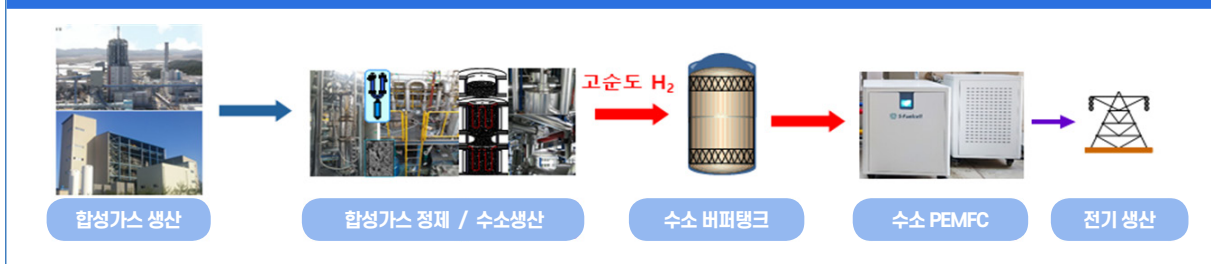 고순도 H₂
S-Fuelcell
합성가스 생산
합성가스 정제 / 수소생산
수소 버퍼탱크
수소 PEMFC
전기 생산